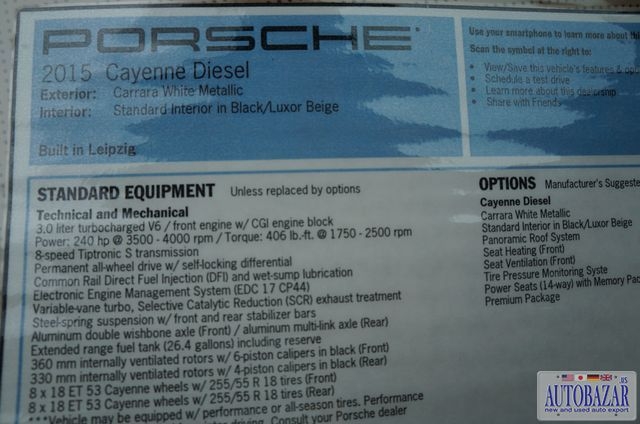 PORSCHE
2015 Cayenne Diesel
Exterior: Carrara White Metallic
Interior: Standard Interior in Black/Luxor Beige
Built in Leipzig
Use your smartphone to learn more about
Scan the symbol at the right to:
• View/Save this vehicle's features &
• Schedule a test drive
• Learn more about this dealership
• Share with Friends
STANDARD EQUIPMENT Unless replaced by options
Technical and Mechanical
3.0 liter turbocharged V6 / front engine w/ CGI engine block
Power: 240 hp @ 3500 - 4000 rpm / Torque: 406 lb.-ft. @ 1750 - 2500 rpm
8-speed Tiptronic S transmission
Permanent all-wheel drive w/ self-locking differential
Common Rail Direct Fuel Injection (DFI) and wet-sump lubrication
Electronic Engine Management System (EDC 17 CP44)
Variable-vane turbo, Selective Catalytic Reduction (SCR) exhaust treatment
Steel-spring suspension w/ front and rear stabilizer bars
Aluminum double wishbone axle (Front) / aluminum multi-link axle (Rear)
Extended range fuel tank (26.4 gallons) including reserve
360 mm internally ventilated rotors w/ 6-piston calipers in black (Front)
330 mm internally ventilated rotors w/ 4-piston calipers in black (Rear)
8 x 18 ET 53 Cayenne wheels w/ 255/55 R 18 tires (Front)
8 x 18 ET 53 Cayenne wheels w/ 255/55 R 18 tires (Rear)
***Vehicle may be equipped w/ performance or all-season tires. Performance
driving. Consult your Porsche dealer
OPTIONS Manufacturer's Suggeste
Cayenne Diesel
Carrara White Metallic
Standard Interior in Black/Luxor Beige
Panoramic Roof System
Seat Heating (Front)
Seat Ventilation (Front)
Tire Pressure Monitoring Syste
Power Seats (14-way) with Memory Pac
Premium Package
AUTOBAZAR.US
new and used auto export